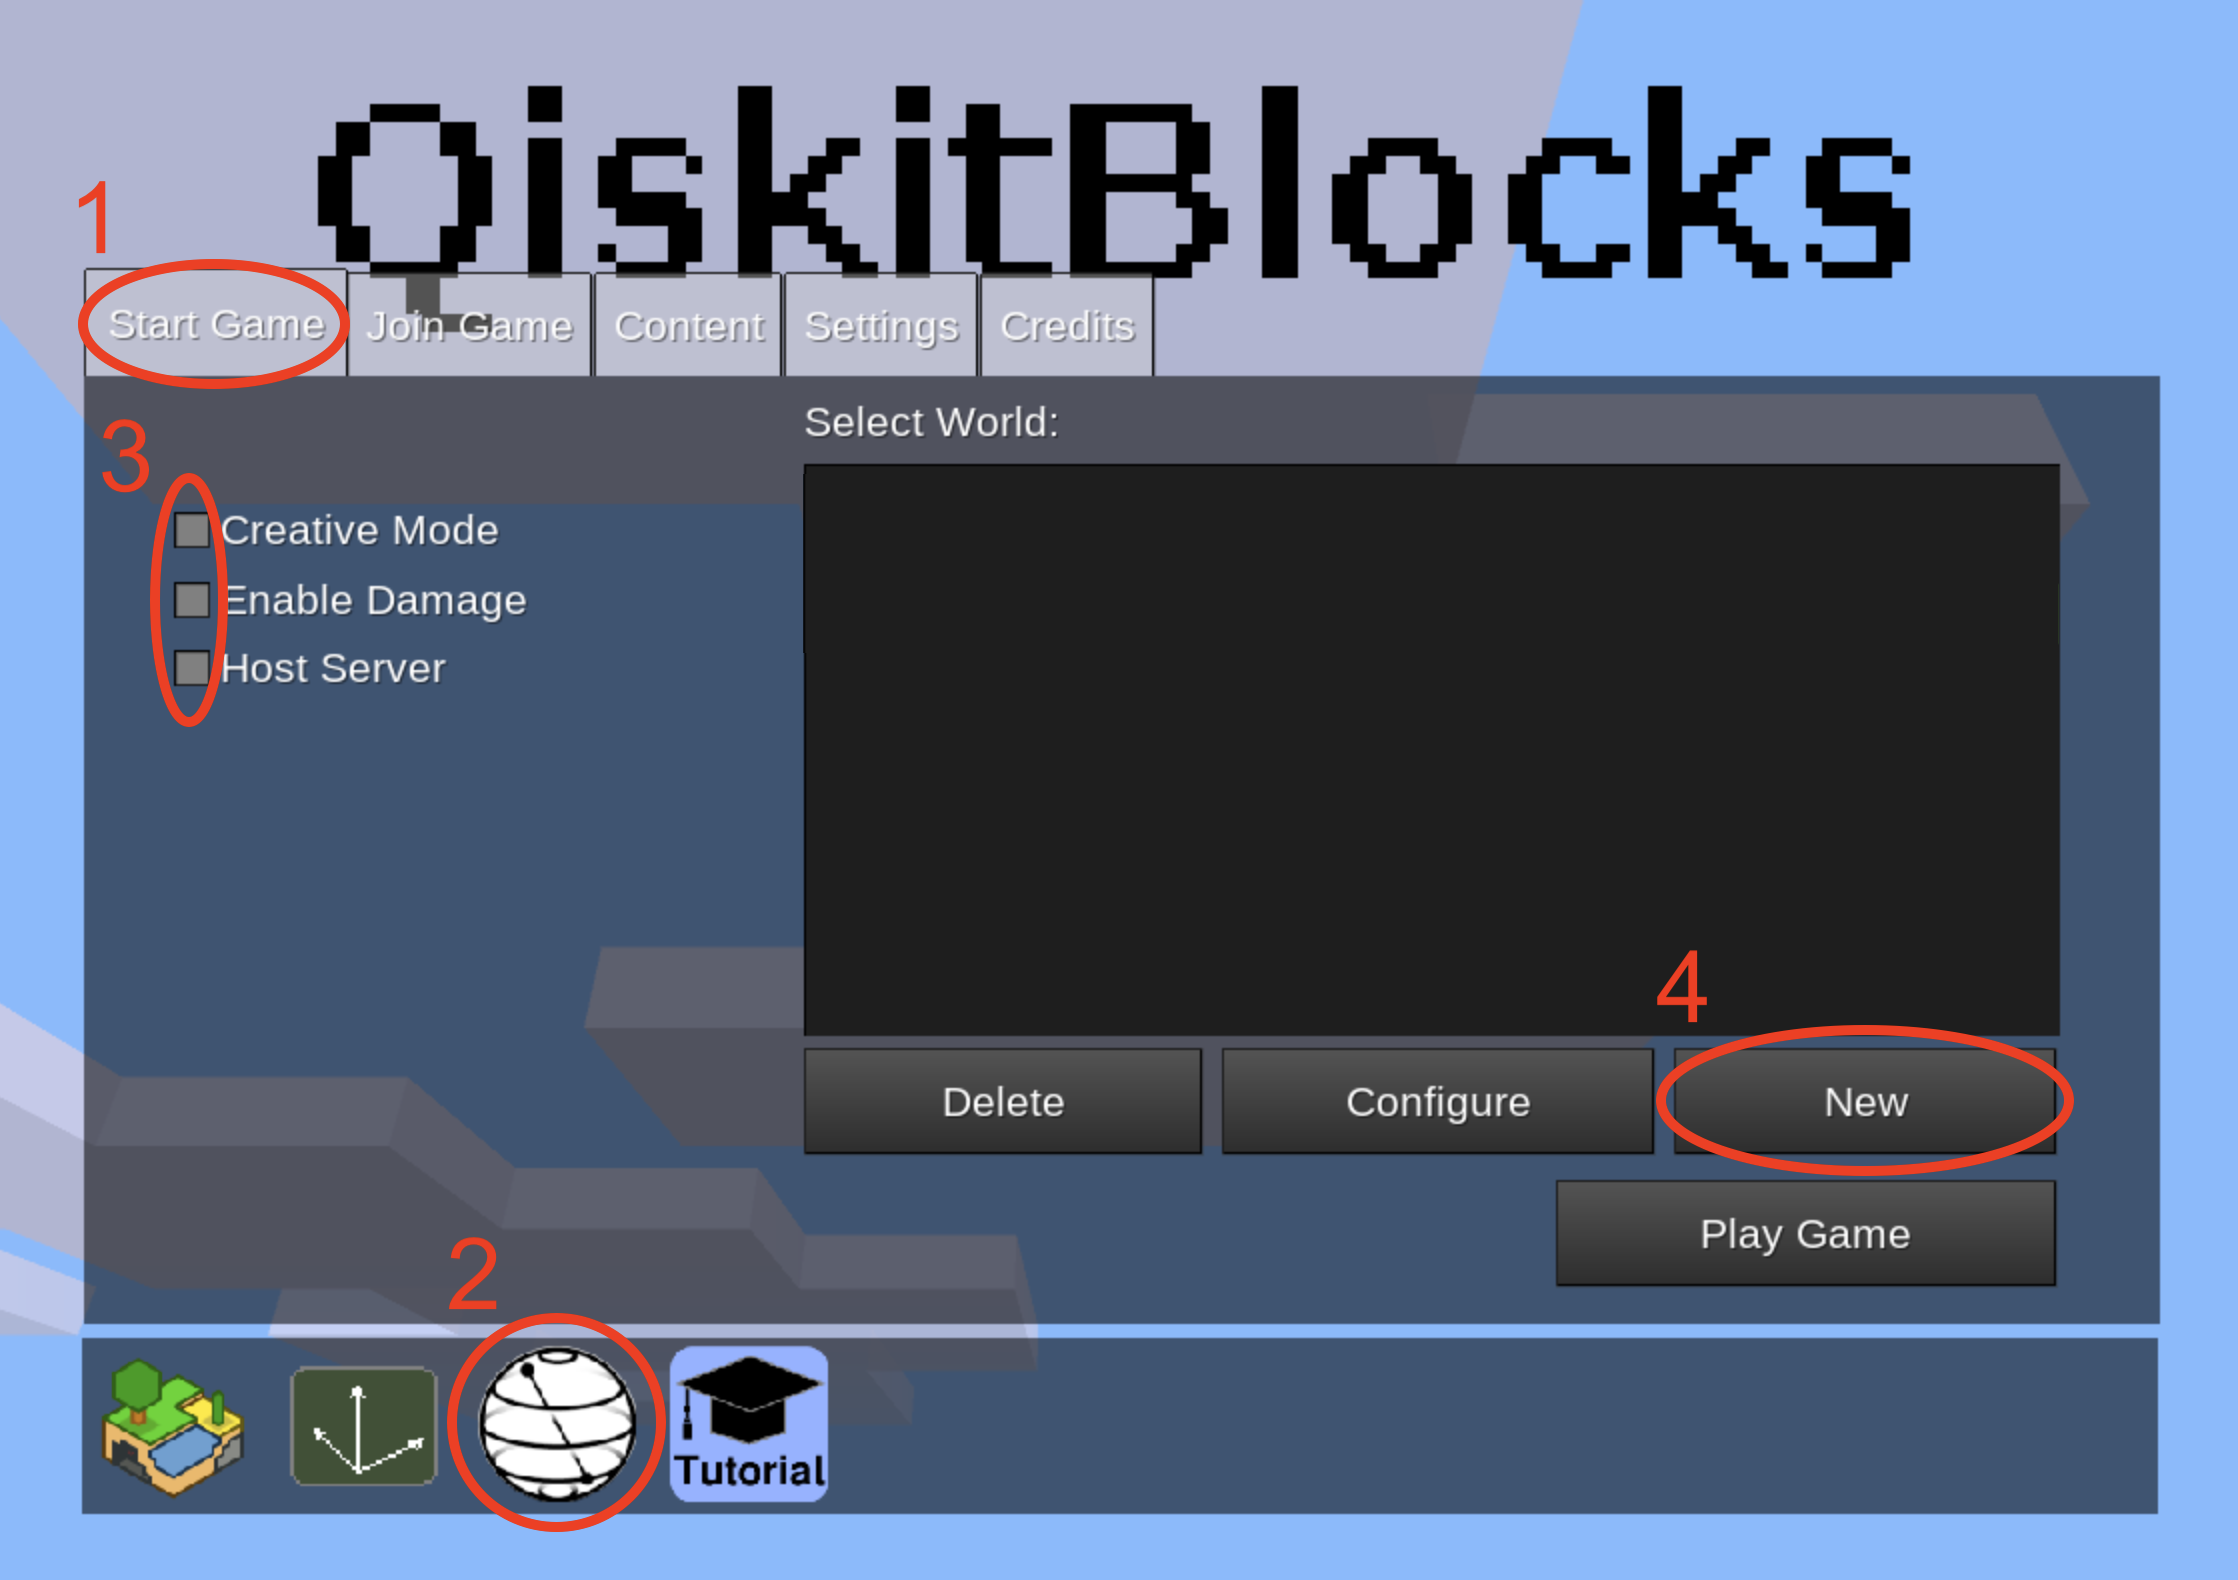 QiskitBlocks
1
Start Game
Join Game
Content
Settings
Credits
Select World:
3
Creative Mode
Enable Damage
Host Server
4
Delete
Configure
New
Play Game
2
Tutorial